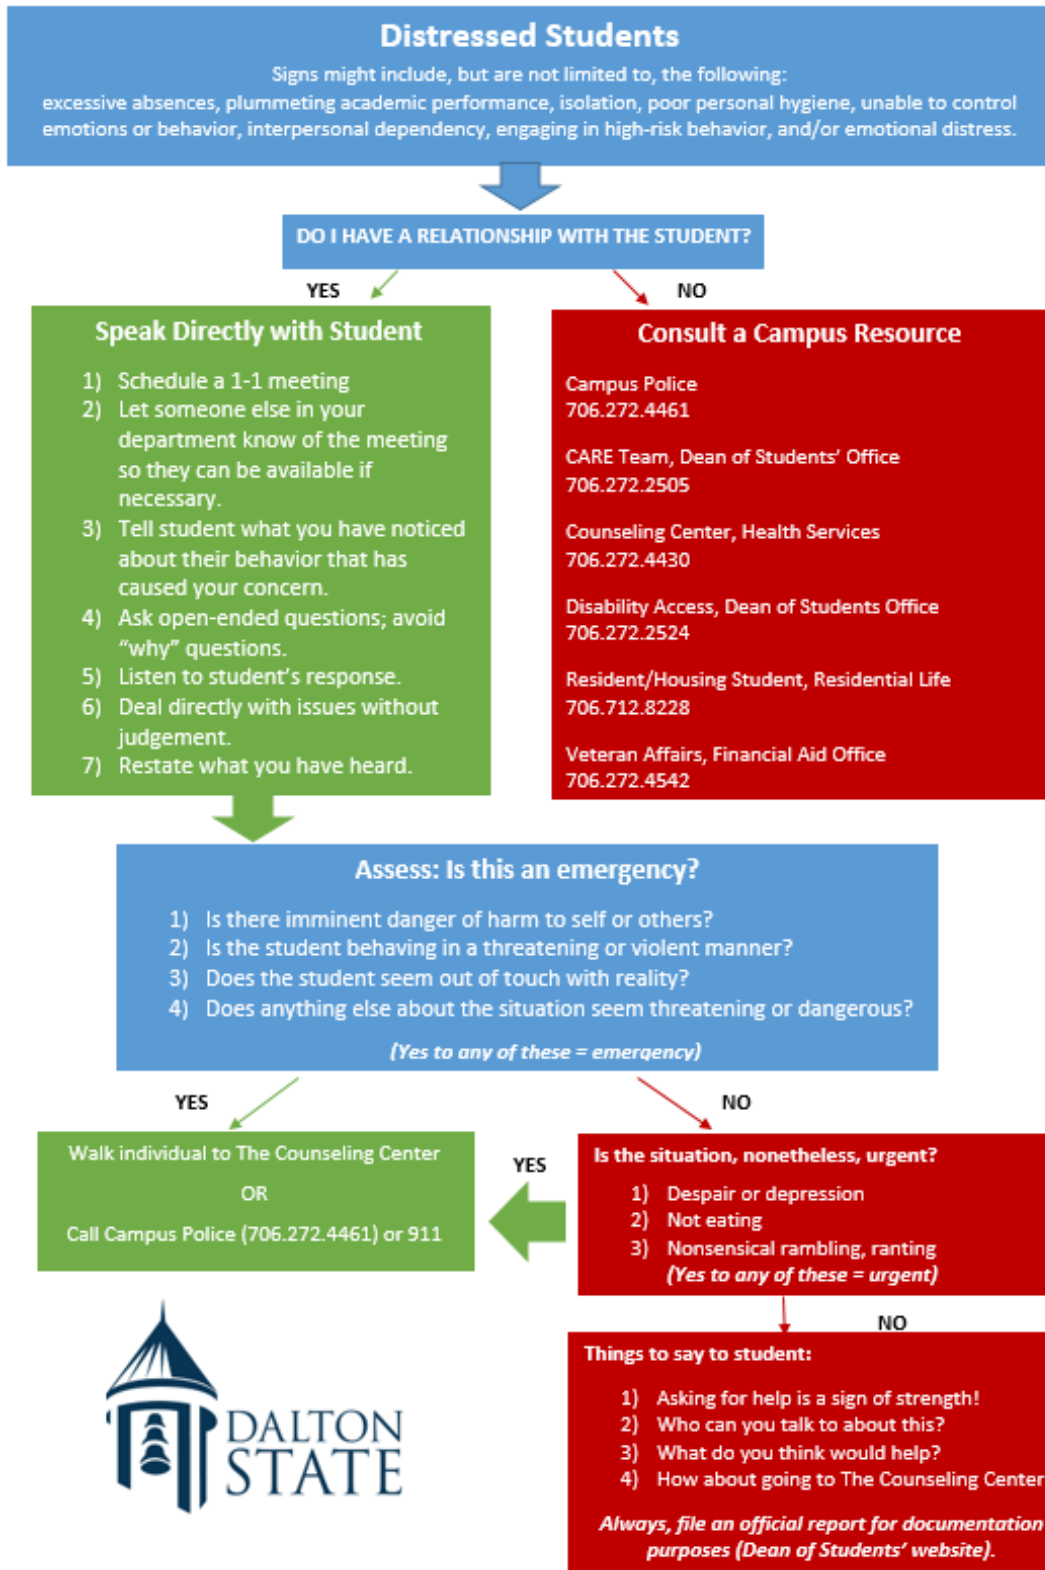 Distressed Students
Signs might include, but are not limited to, the following:
excessive absences, plummeting academic performance, isolation, poor personal hygiene, unable to control
emotions or behavior, interpersonal dependency, engaging in high-risk behavior, and/or emotional distress.
DO I HAVE A RELATIONSHIP WITH THE STUDENT?
YES
NO
Speak Directly with Student
1) Schedule a 1-1 meeting
2) Let someone else in your
department know of the meeting
so they can be available if
necessary.
3) Tell student what you have noticed
about their behavior that has
caused your concern.
4) Ask open-ended questions; avoid
“why” questions.
5) Listen to student’s response.
6) Deal directly with issues without
judgement.
7) Restate what you have heard.
Consult a Campus Resource
Campus Police
706.272.4461
CARE Team, Dean of Students’ Office
706.272.2505
Counseling Center, Health Services
706.272.4430
Disability Access, Dean of Students Office
706.272.2524
Resident/Housing Student, Residential Life
706.712.8228
Veteran Affairs, Financial Aid Office
706.272.4542
Assess: Is this an emergency?
1) Is there imminent danger of harm to self or others?
2) Is the student behaving in a threatening or violent manner?
3) Does the student seem out of touch with reality?
4) Does anything else about the situation seem threatening or dangerous?
(Yes to any of these = emergency)
YES
NO
Walk individual to The Counseling Center
OR
Call Campus Police (706.272.4461) or 911
YES
Is the situation, nonetheless, urgent?
1) Despair or depression
2) Not eating
3) Nonsensical rambling, ranting
(Yes to any of these = urgent)
NO
Things to say to student:
1) Asking for help is a sign of strength!
2) Who can you talk to about this?
3) What do you think would help?
4) How about going to The Counseling Center
Always, file an official report for documentation
purposes (Dean of Students’ website).
DALTON
STATE